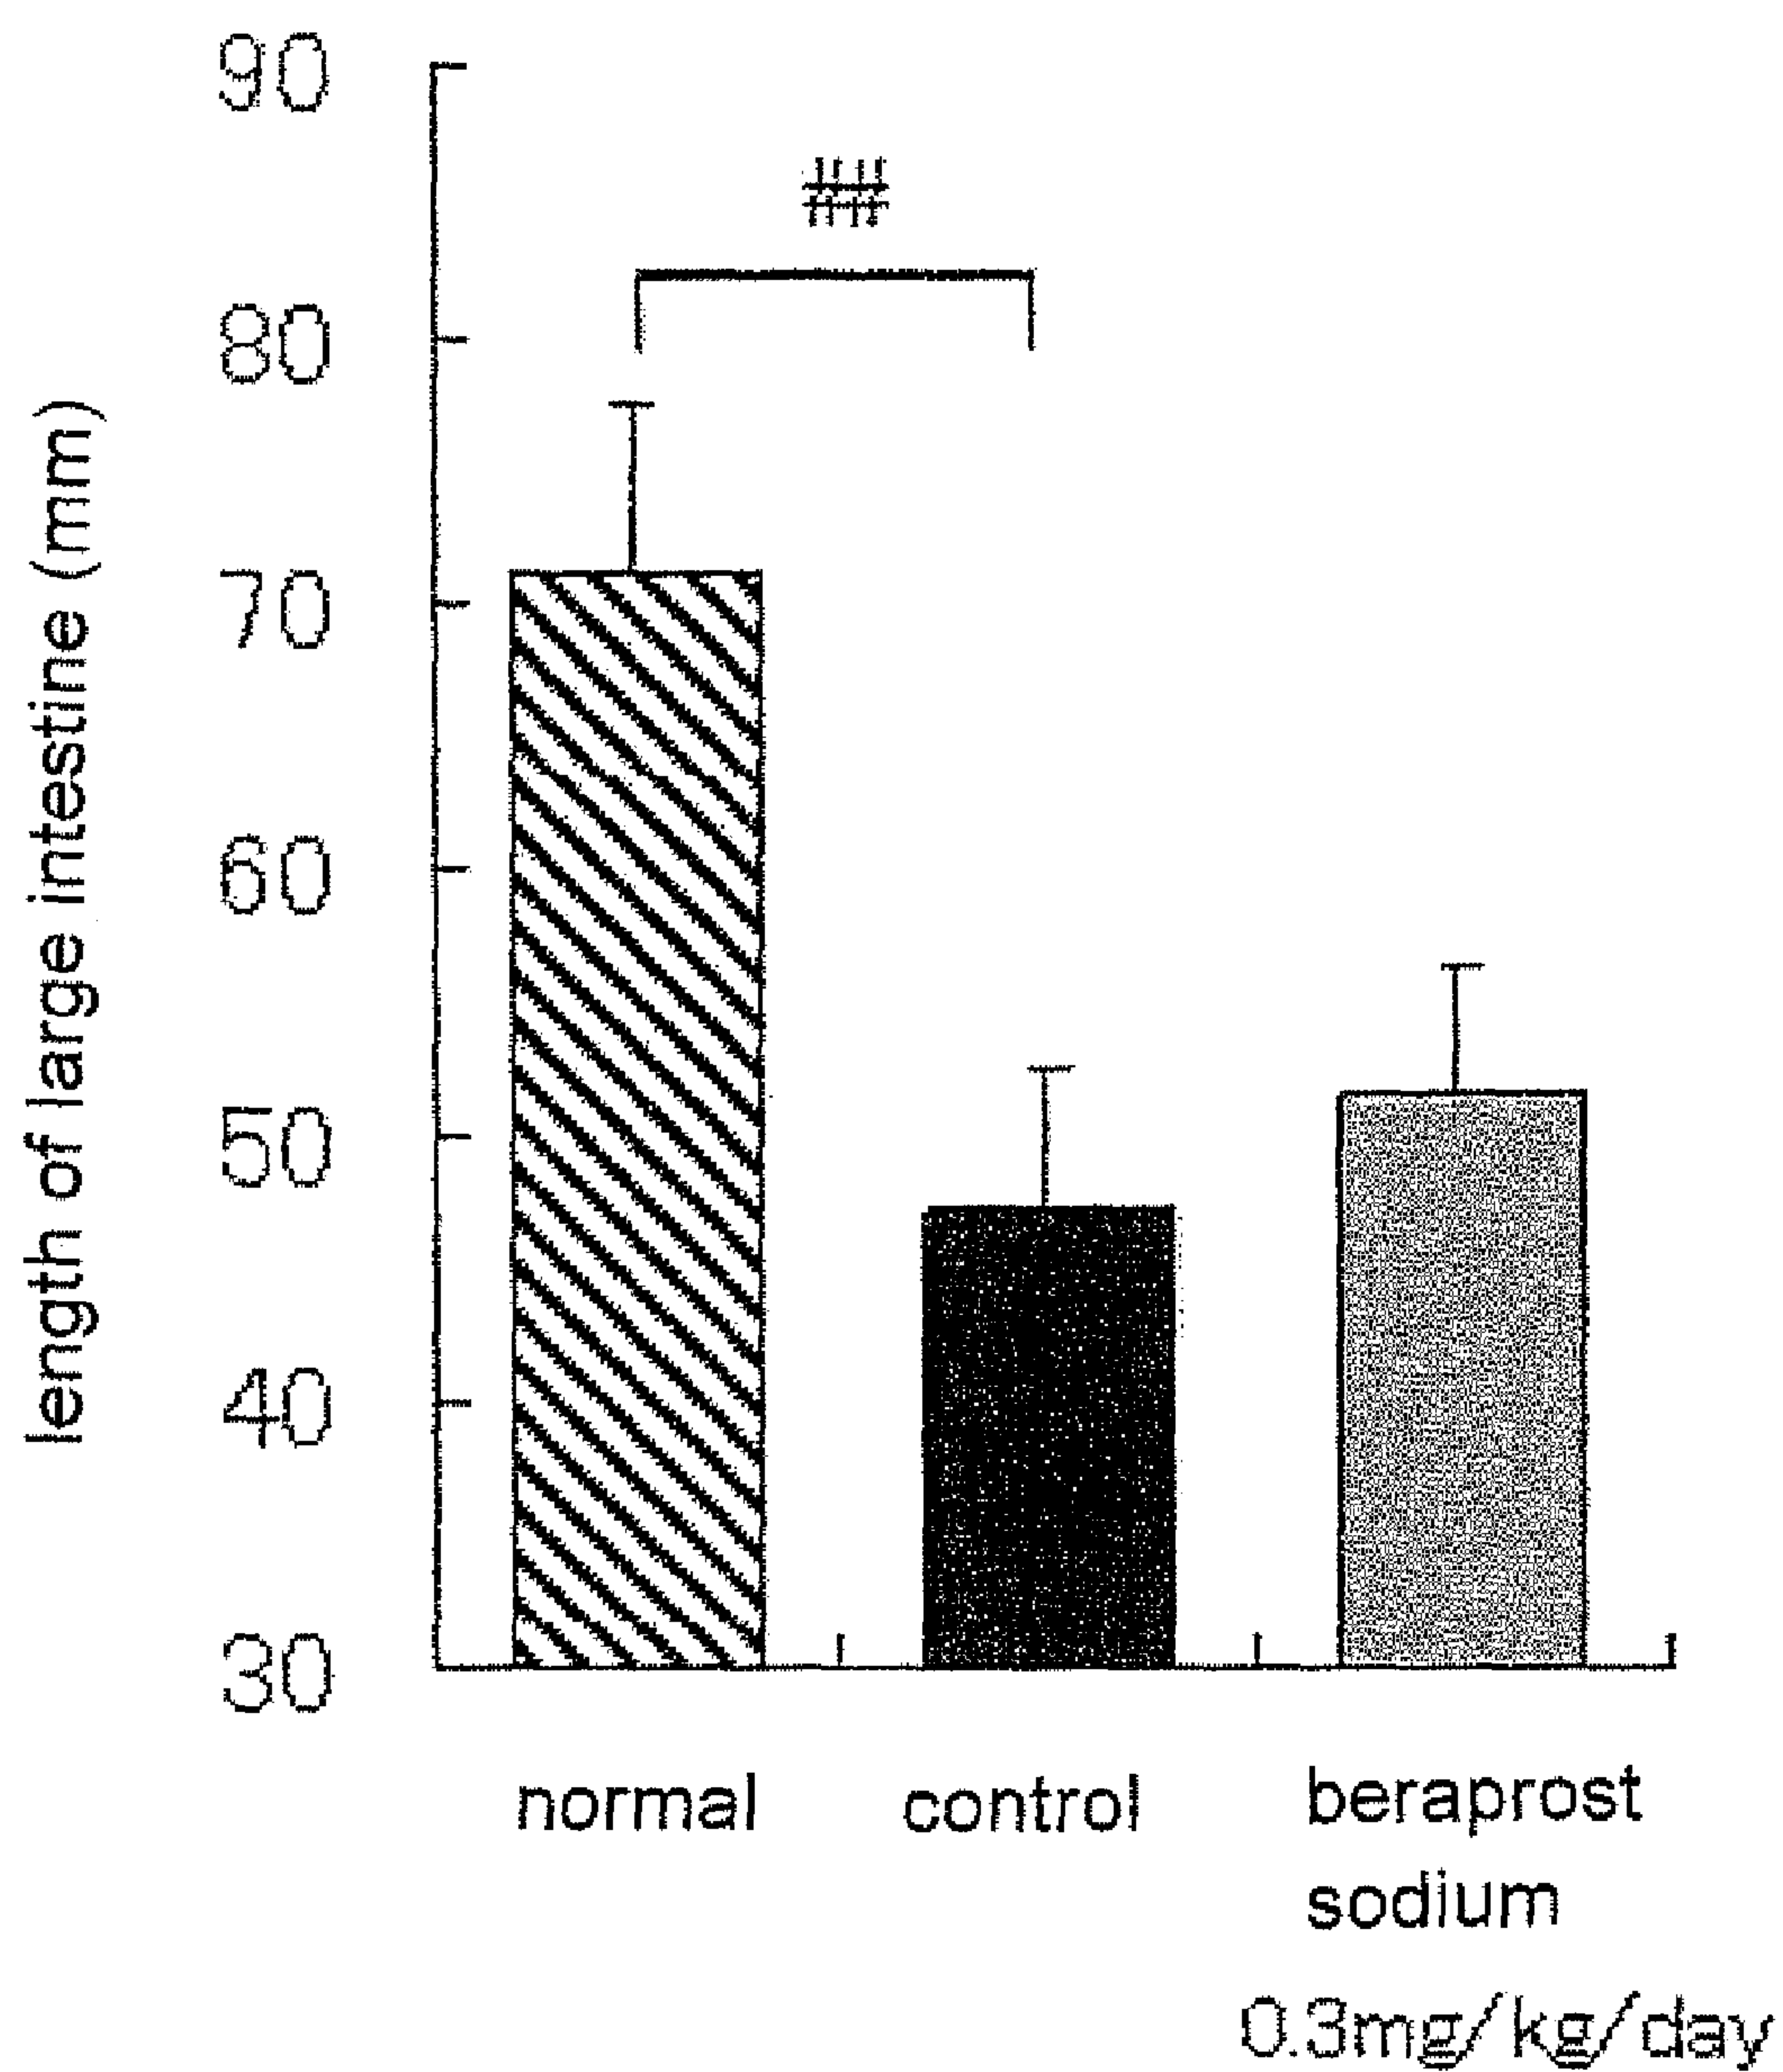 length of large intestine (mm)
90
80
70
60
50
40
30
##
normal
control
beraprost
sodium
0.3mg/kg/day